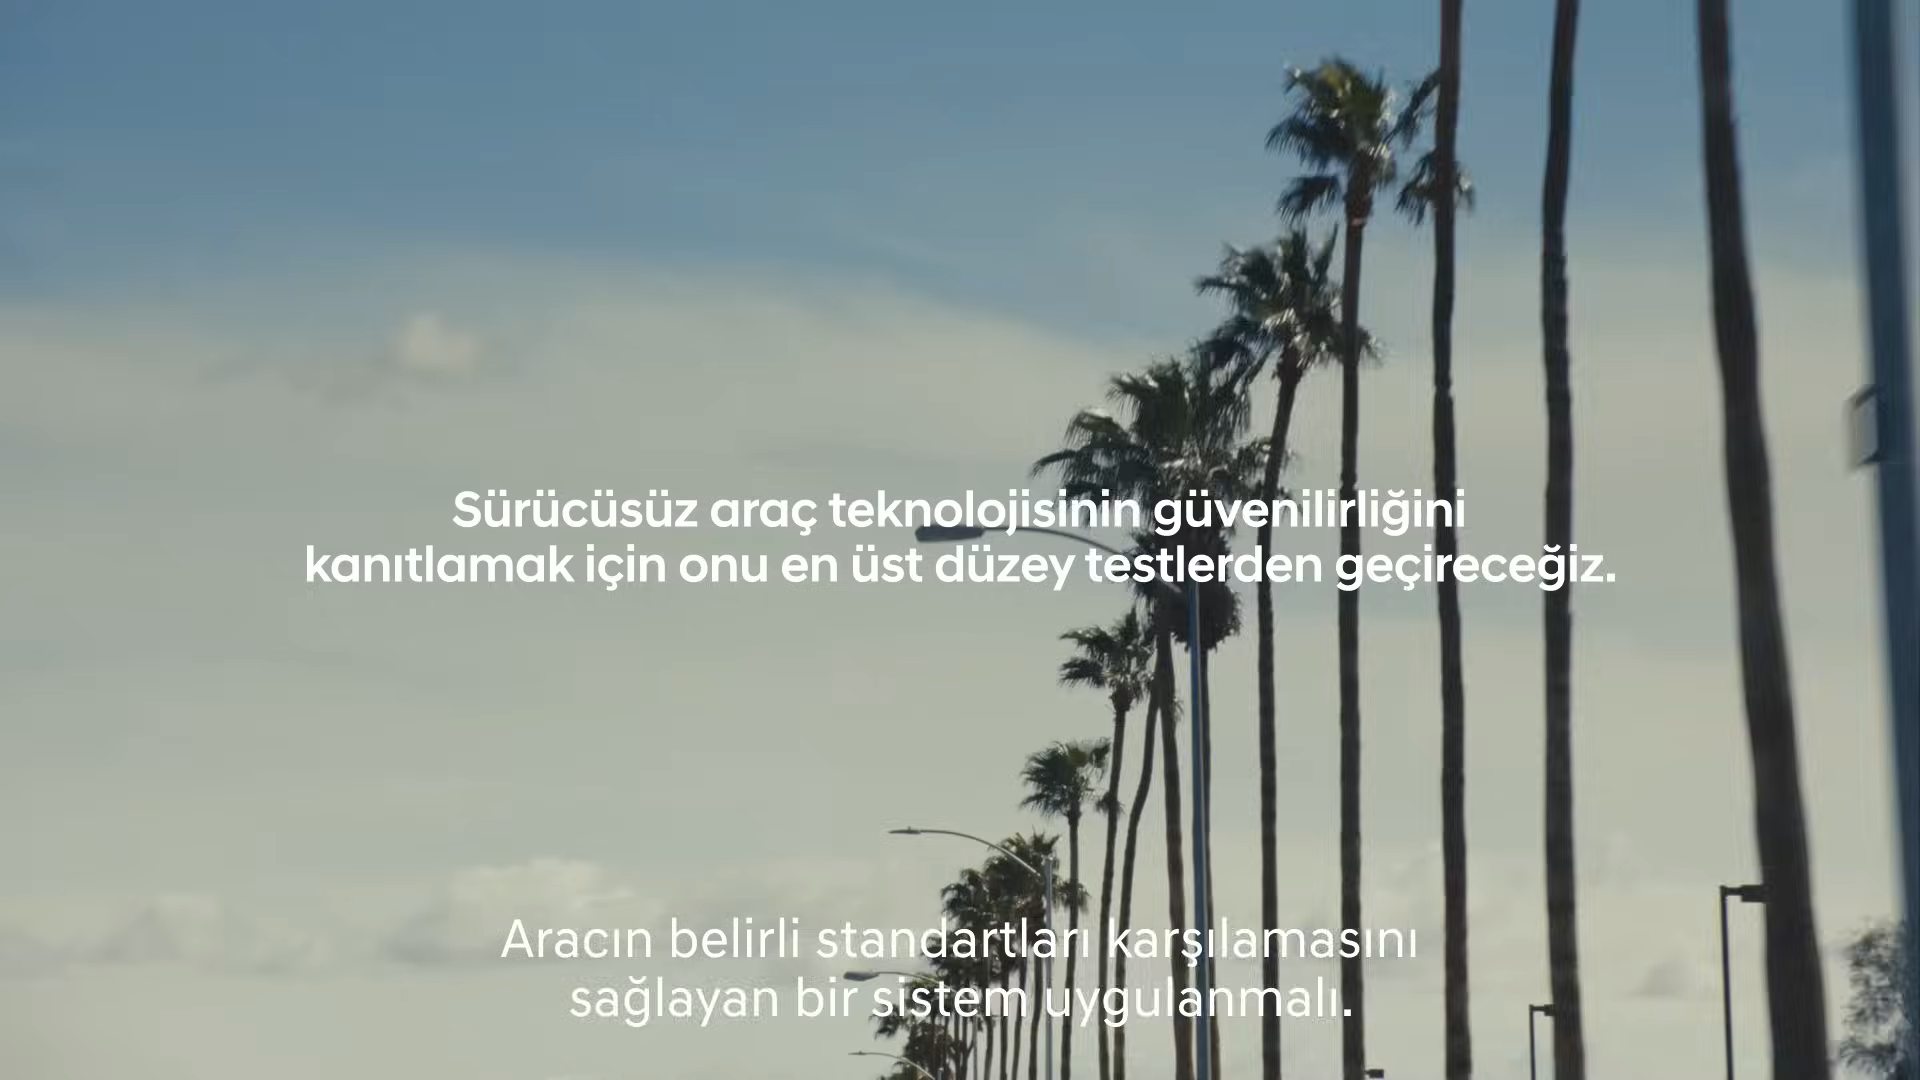 Sürücüsüz araç teknolojisinin güvenilirliğini
kanıtlamak için onu en üst düzey testlerden geçireceğiz.
Aracın belirli standartları karşılamasını
sağlayan bir sistem uygulanmalı.